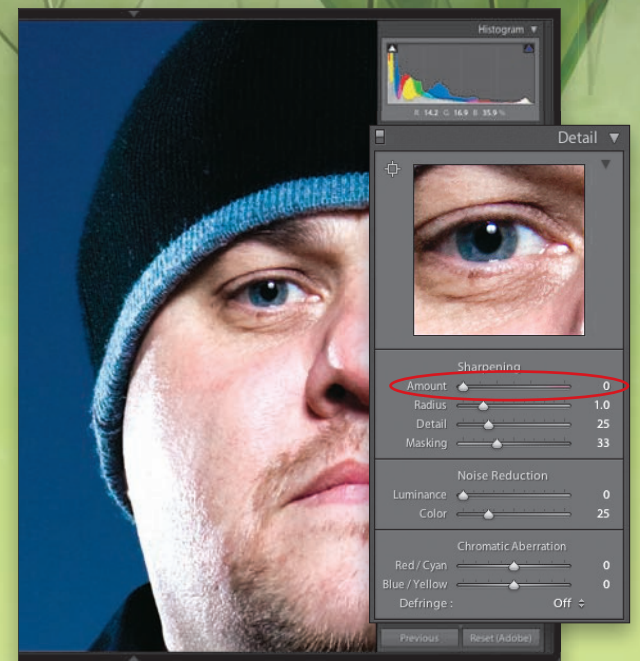 Histogram
R 14.2 G 16.9 B 35.9 %
Detail
Sharpening
Amount 0
Radius 1.0
Detail 25
Masking 33
Noise Reduction
Luminance 0
Color 25
Chromatic Aberration
Red / Cyan 0
Blue / Yellow 0
Defringe : Off
Previous Reset (Adobe)